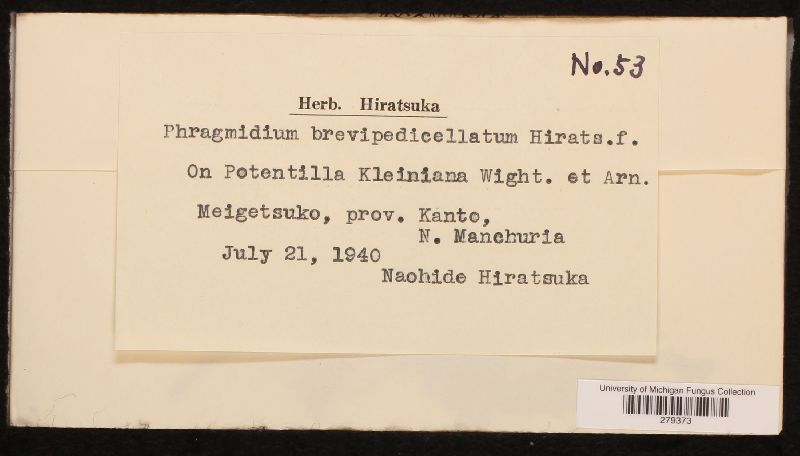 No.53
Herb. Hiratsuka
Phragmidium brevipedicellatum Hirats.f.
On Potentilla Kleiniana Wight. et Arn.
Meigetsuko, prov. Kanto,
N. Manchuria
July 21, 1940
Naohide Hiratsuka
University of Michigan Fungus Collection
279373